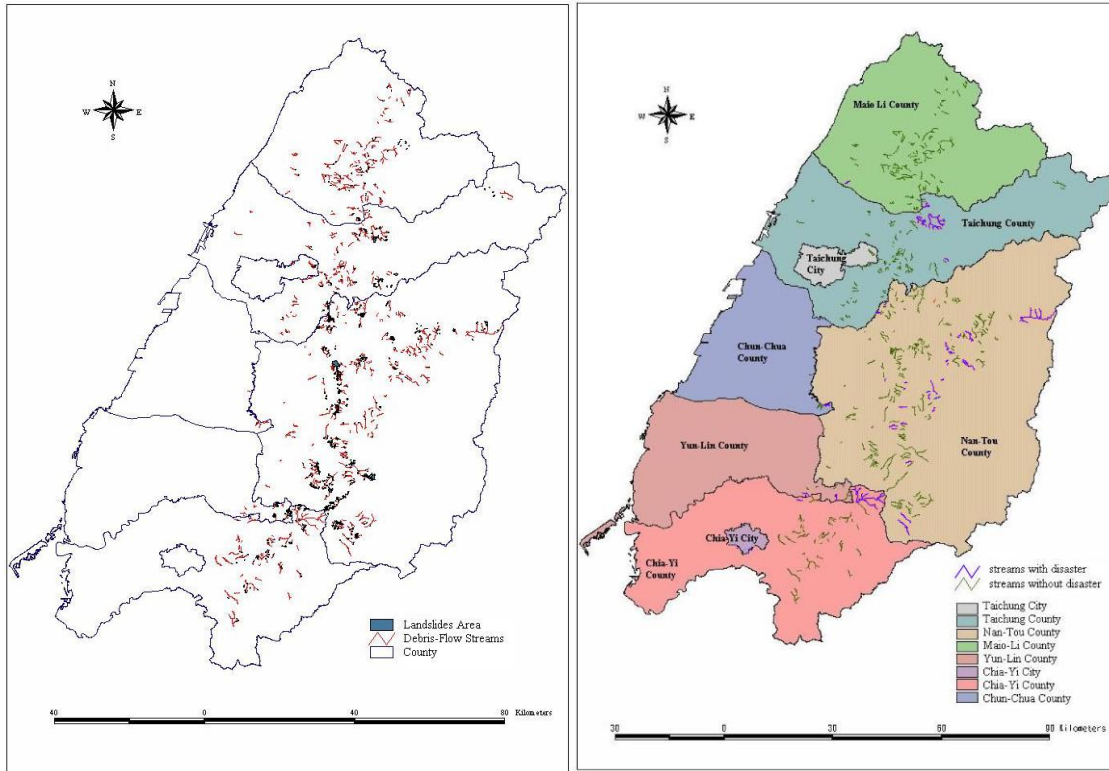 N
W E
S
Landslides Area
Debris-Flow Streams
County
40 0 40 80 Kilometers
N
W E
S
Maio Li County
Taichung County
Taichung
City
Chun-Chua
County
Yun-Lin County
Nan-Tou
County
Chia-Yi City
Chia-Yi
County
streams with disaster
streams without disaster
Taichung City
Taichung County
Nan-Tou County
Maio-Li County
Yun-Lin County
Chia-Yi City
Chia-Yi County
Chun-Chua County
30 0 30 60 90 Kilometers